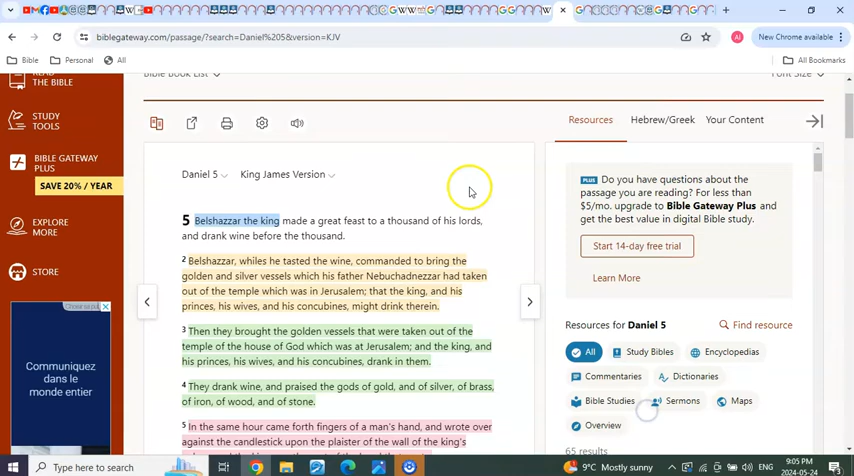 biblegateway.com/passage/?search=Daniel%205&version=KJV
AI
New Chrome available
Bible
Personal
All
All Bookmarks
READ
THE BIBLE
STUDY
TOOLS
BIBLE GATEWAY
PLUS
SAVE 20% / YEAR
EXPLORE
MORE
STORE
Communiquez
dans le
monde entier
Bible Book List
Font Size
Daniel 5
King James Version
5 Belshazzar the king made a great feast to a thousand of his lords,
and drank wine before the thousand.
2 Belshazzar, whiles he tasted the wine, commanded to bring the
golden and silver vessels which his father Nebuchadnezzar had taken
out of the temple which was in Jerusalem; that the king, and his
princes, his wives, and his concubines, might drink therein.
3 Then they brought the golden vessels that were taken out of the
temple of the house of God which was at Jerusalem; and the king, and
his princes, his wives, and his concubines, drank in them.
4 They drank wine, and praised the gods of gold, and of silver, of brass,
of iron, of wood, and of stone.
5 In the same hour came forth fingers of a man's hand, and wrote over
against the candlestick upon the plaister of the wall of the king's
Resources
Hebrew/Greek
Your Content
PLUS Do you have questions about the
passage you are reading? For less than
$5/mo. upgrade to Bible Gateway Plus and
get the best value in digital Bible study.
Start 14-day free trial
Learn More
Resources for Daniel 5
Find resource
All
Study Bibles
Encyclopedias
Commentaries
Dictionaries
Bible Studies
Sermons
Maps
Overview
65 results
Type here to search
9°C Mostly sunny
ENG
9:05 PM
2024-05-24